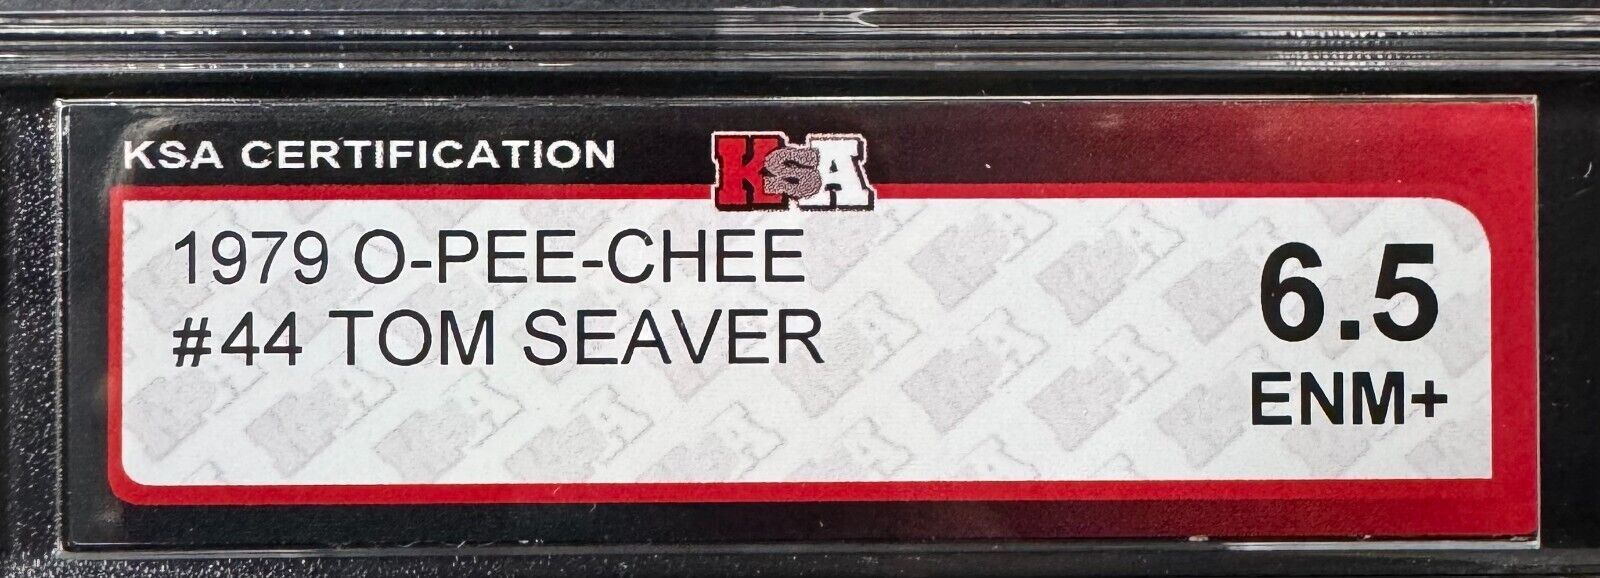 KSA CERTIFICATION
KSA
1979 O-PEE-CHEE
#44 TOM SEAVER
6.5
ENM+